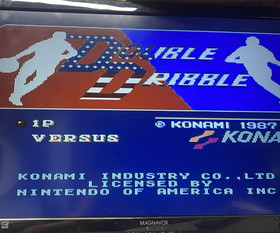 DOUBLE
DRIBBLE
1P
© KONAMI 1987
VERSUS
KONA
KONAMI INDUSTRY CO.,LTD
LICENSED BY
NINTENDO OF AMERICA INC
MAGNAVOX